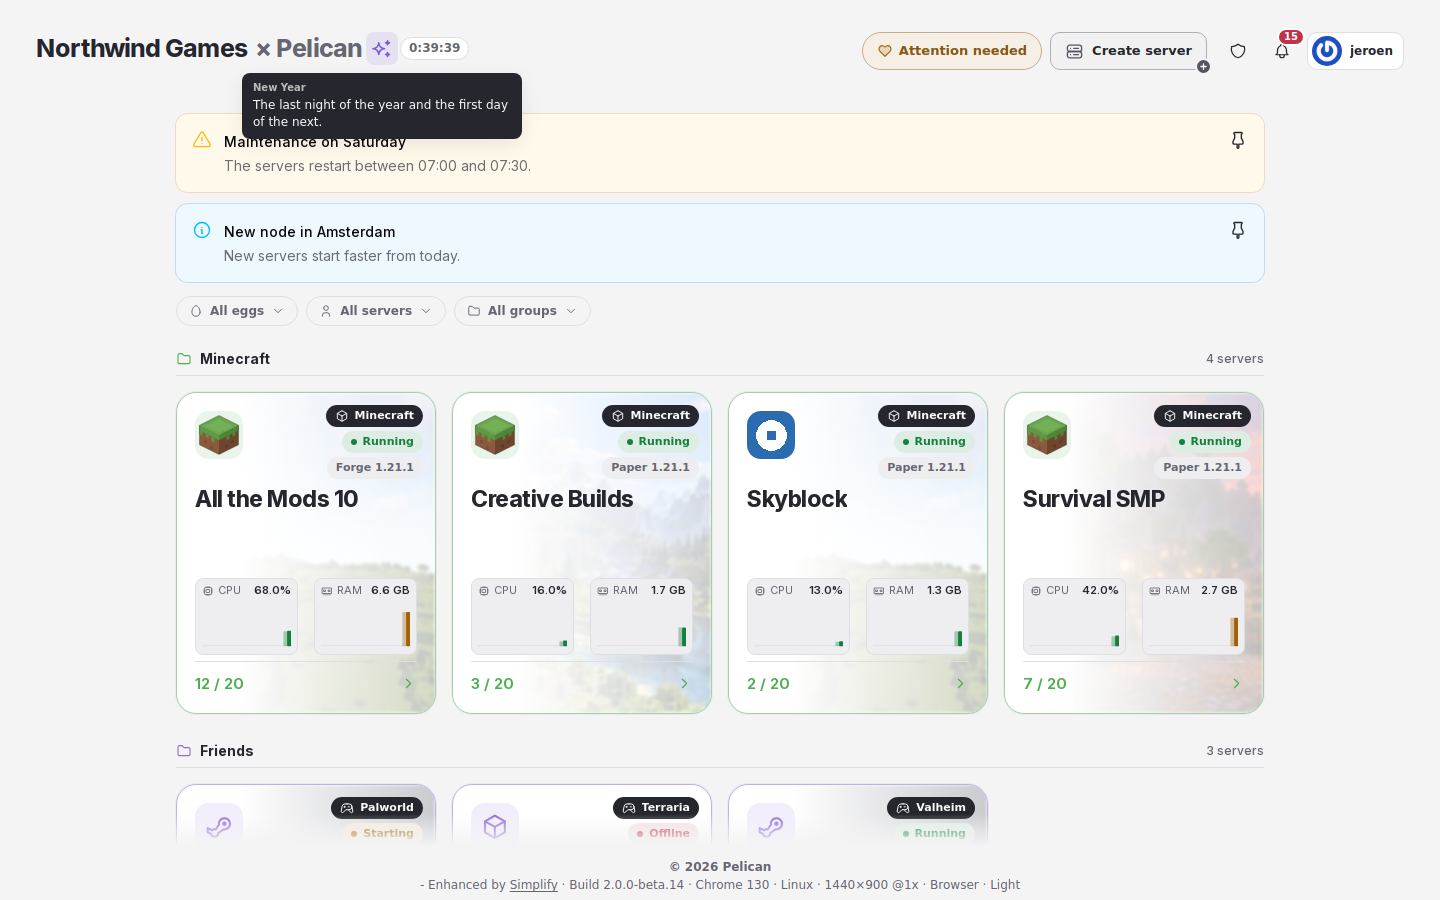 Northwind Games × Pelican 0:39:39
Attention needed
Create server
15
jeroen
New Year
The last night of the year and the first day
of the next.
Maintenance on Saturday
The servers restart between 07:00 and 07:30.
New node in Amsterdam
New servers start faster from today.
All eggs
All servers
All groups
Minecraft
4 servers
Minecraft
Running
Forge 1.21.1
All the Mods 10
CPU 68.0%
RAM 6.6 GB
12 / 20
Minecraft
Running
Paper 1.21.1
Creative Builds
CPU 16.0%
RAM 1.7 GB
3 / 20
Minecraft
Running
Paper 1.21.1
Skyblock
CPU 13.0%
RAM 1.3 GB
2 / 20
Minecraft
Running
Paper 1.21.1
Survival SMP
CPU 42.0%
RAM 2.7 GB
7 / 20
Friends
3 servers
Palworld
Starting
Terraria
Offline
Valheim
Running
© 2026 Pelican
- Enhanced by Simplify · Build 2.0.0-beta.14 · Chrome 130 · Linux · 1440×900 @1x · Browser · Light